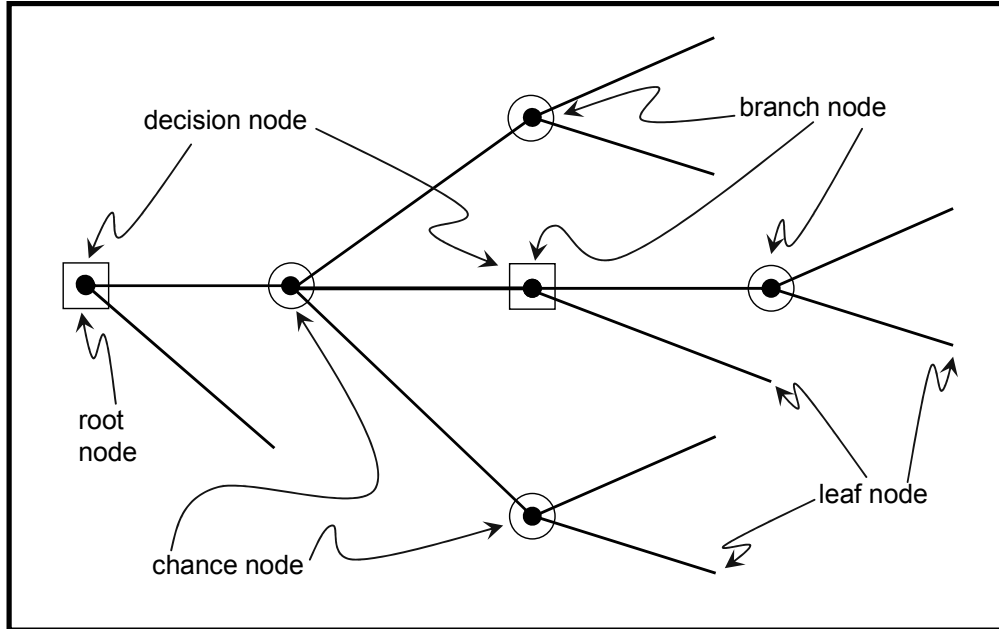 decision node
branch node
root
node
leaf node
chance node